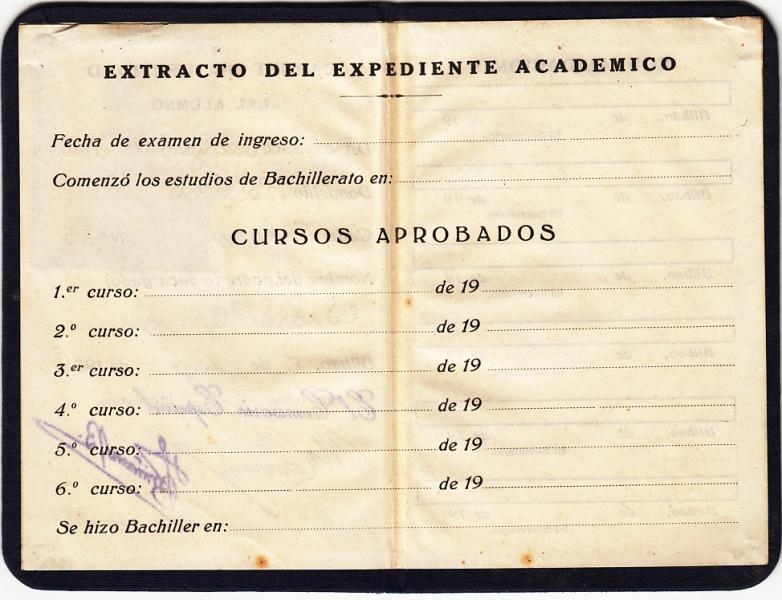 EXTRACTO DEL EXPEDIENTE ACADEMICO
Fecha de examen de ingreso:
Comenzó los estudios de Bachillerato en:
CURSOS APROBADOS
1.er curso: de 19
2.º curso: de 19
3.er curso: de 19
4.º curso: de 19
5.º curso: de 19
6.º curso: de 19
Se hizo Bachiller en: